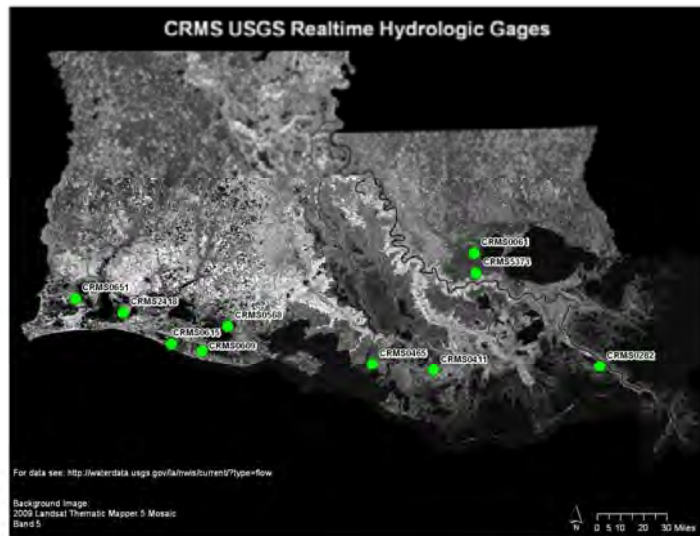 CRMS USGS Realtime Hydrologic Gages
CRMS0061
CRMS5373
CRMS0651
CRMS2418
CRMS0568
CRMS0615
CRMS0609
CRMS0465
CRMS0411
CRMS0282
For data see: http://waterdata.usgs.gov/la/nwis/current/?type=flow
Background Image:
2009 Landsat Thematic Mapper 5 Mosaic
Band 5
N
0 5 10 20 30 Miles